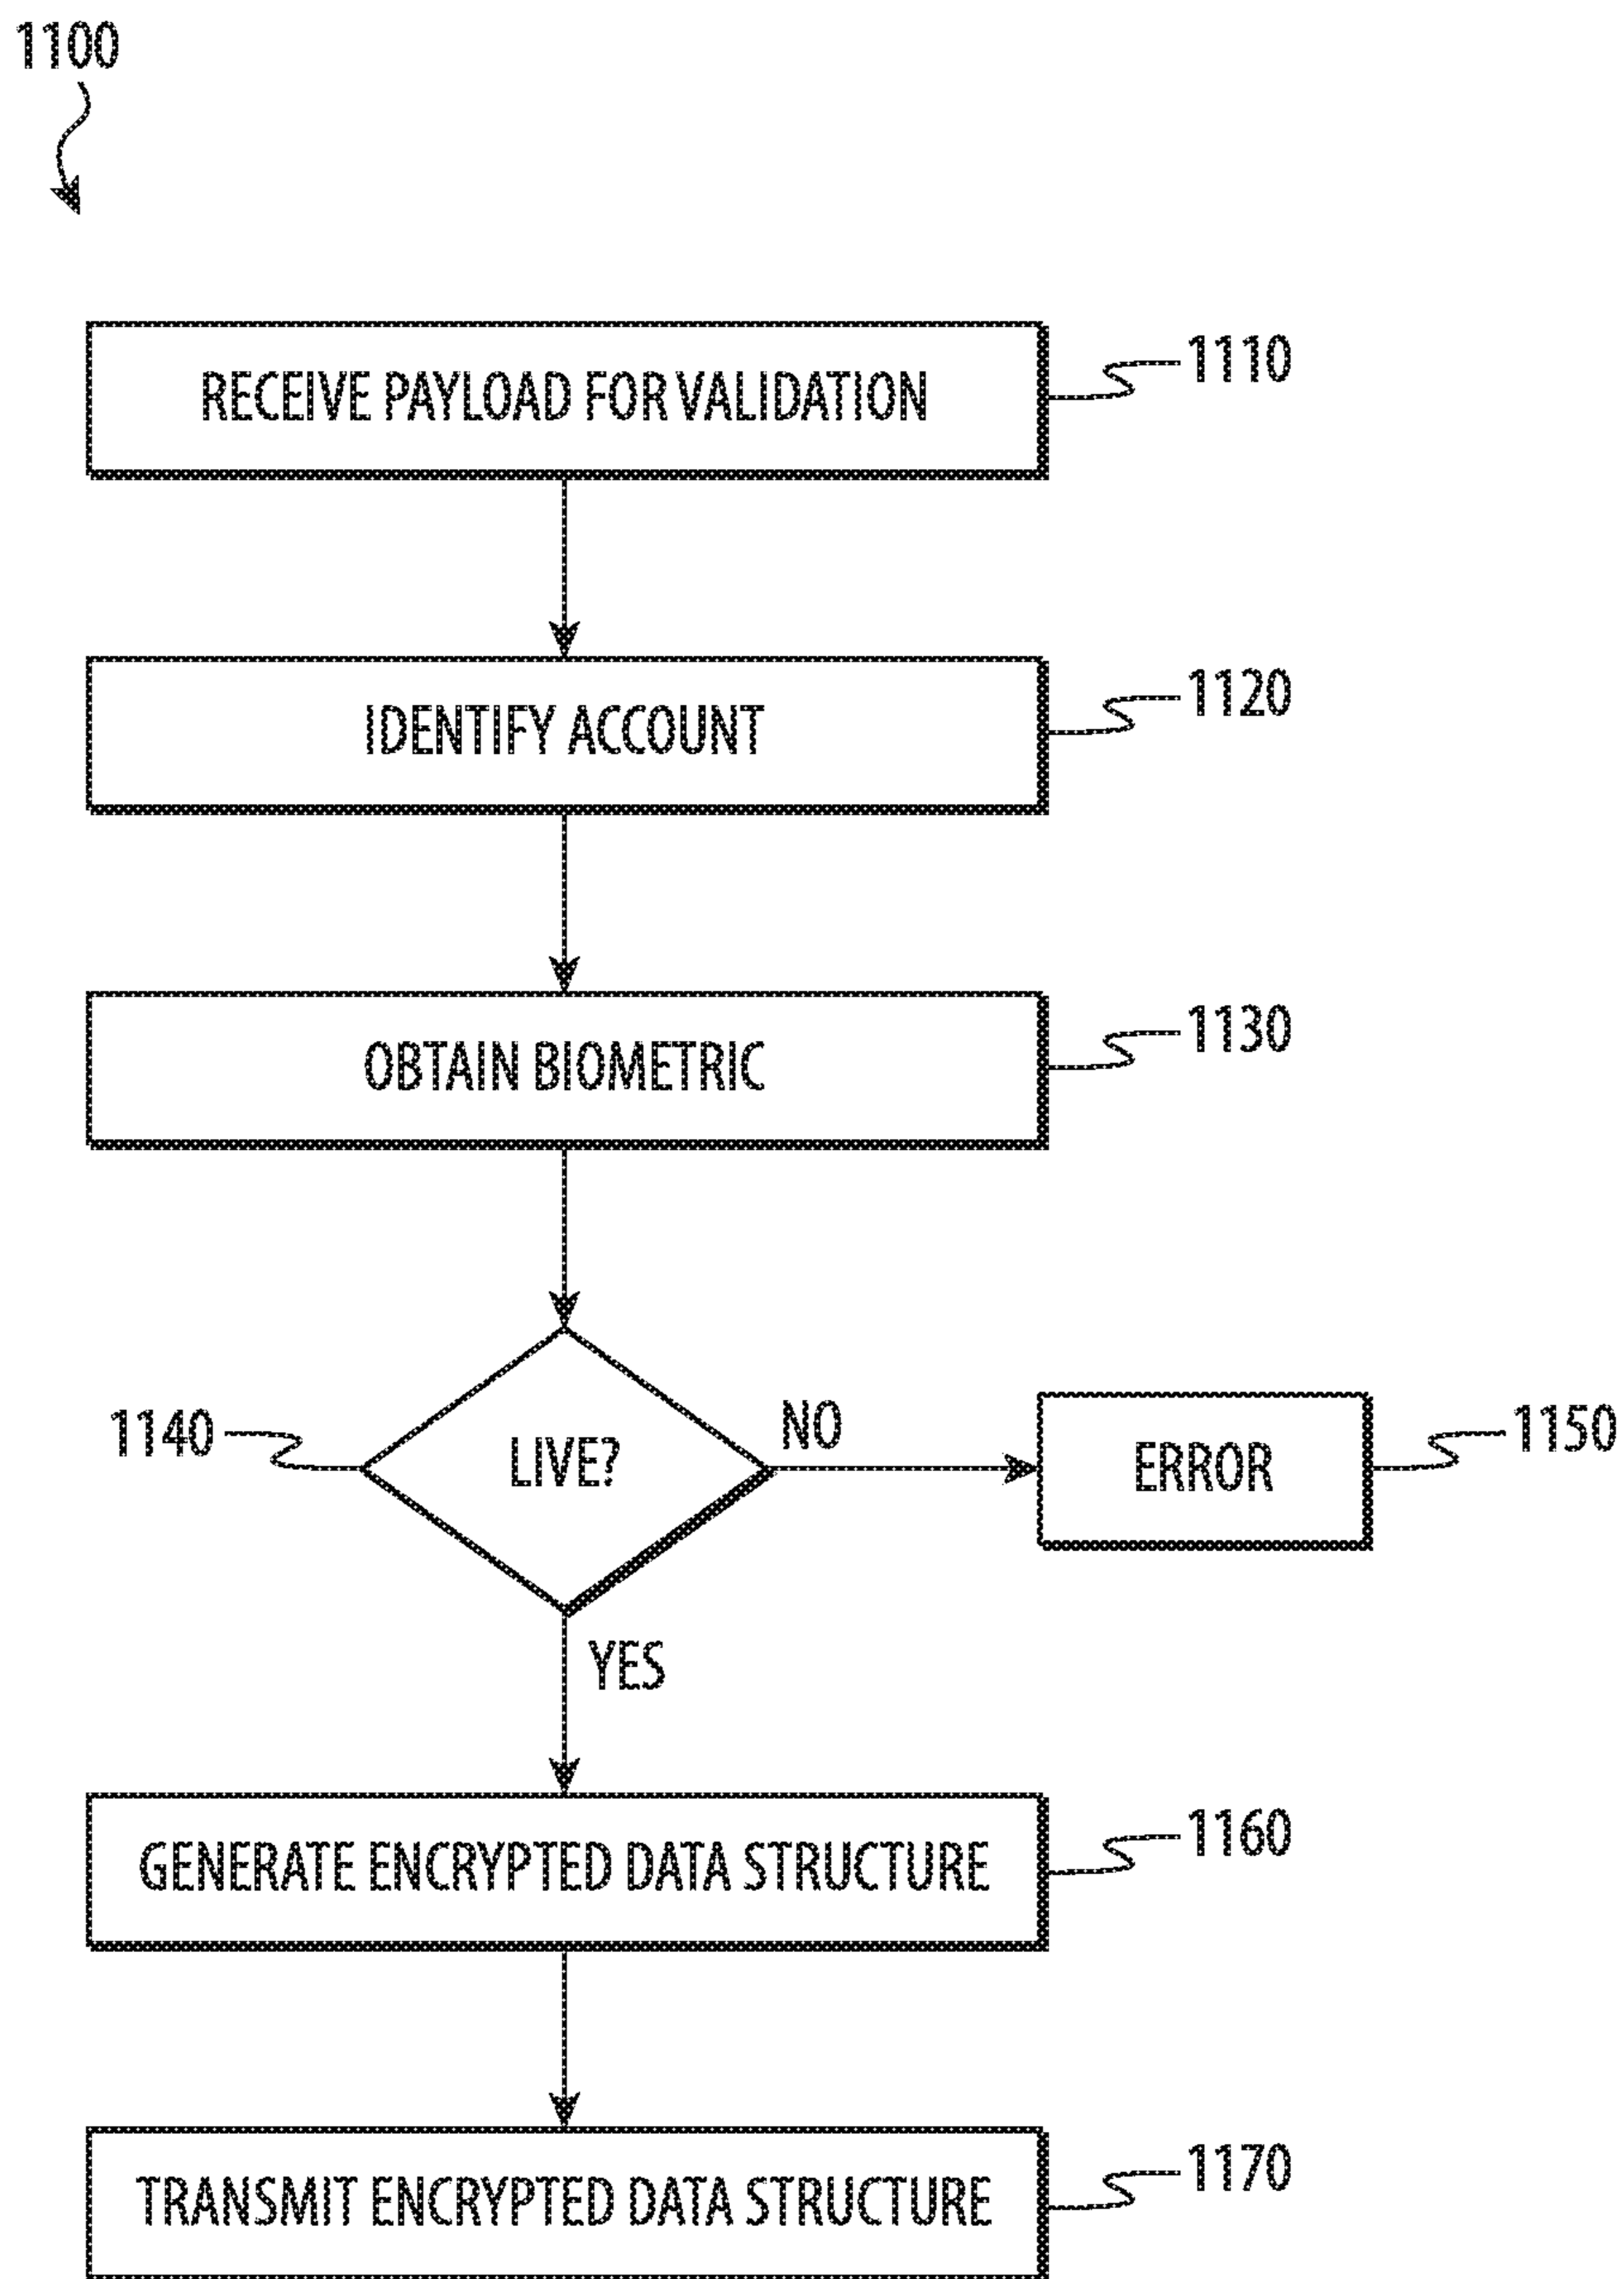 1100
RECEIVE PAYLOAD FOR VALIDATION
1110
IDENTIFY ACCOUNT
1120
OBTAIN BIOMETRIC
1130
1140
LIVE?
NO
ERROR
1150
YES
GENERATE ENCRYPTED DATA STRUCTURE
1160
TRANSMIT ENCRYPTED DATA STRUCTURE
1170